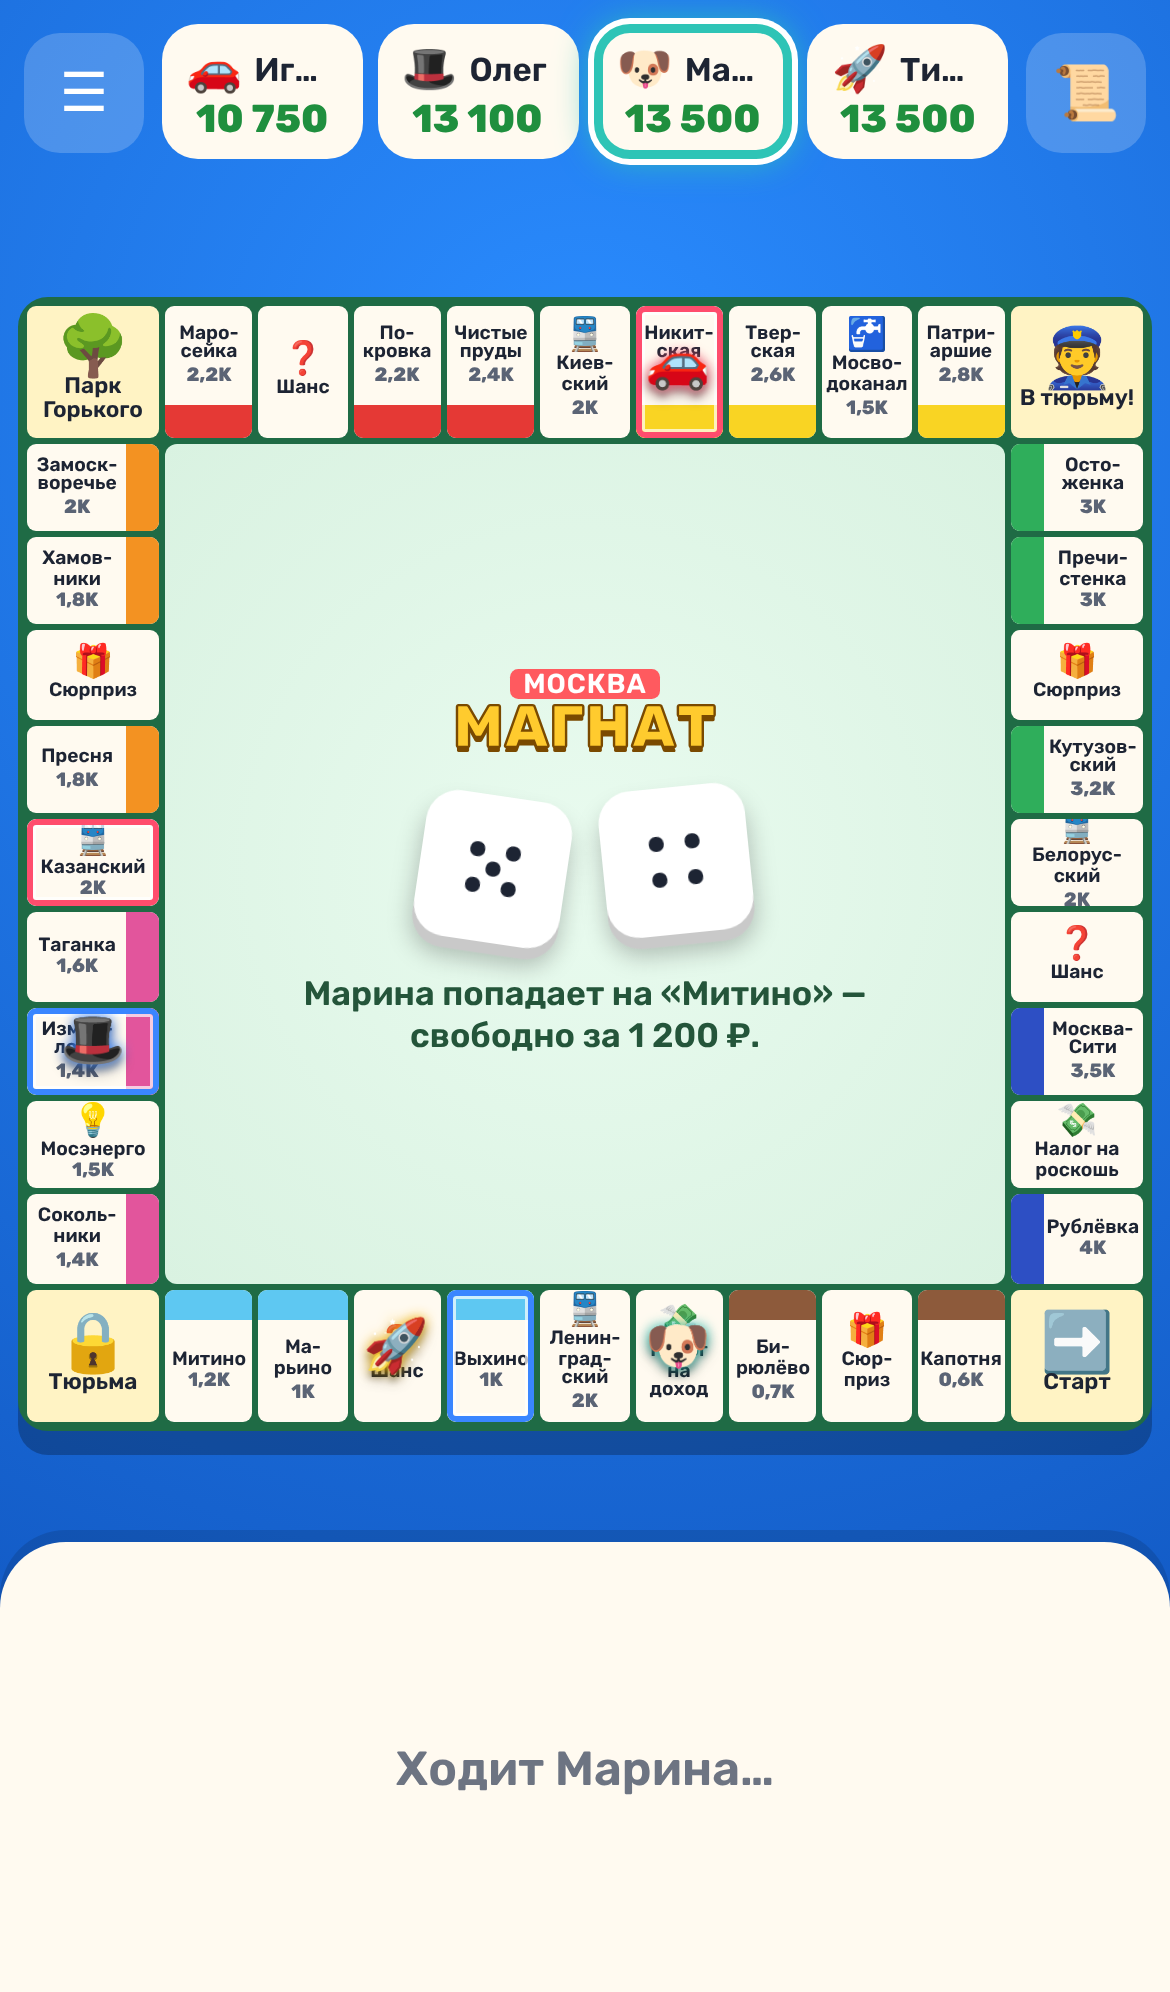 Иг...
10 750
Олег
13 100
Ма...
13 500
Ти...
13 500
Парк
Горького
Маро-
сейка
2,2K
Шанс
По-
кровка
2,2K
Чистые
пруды
2,4K
Киев-
ский
2K
Никит-
ская
Твер-
ская
2,6K
Мосво-
доканал
1,5K
Патри-
аршие
2,8K
В тюрьму!
Замоск-
воречье
2K
Хамов-
ники
1,8K
Сюрприз
Пресня
1,8K
Казанский
2K
Таганка
1,6K
1,4K
Мосэнерго
1,5K
Соколь-
ники
1,4K
Осто-
женка
3K
Пречи-
стенка
3K
Сюрприз
Кутузов-
ский
3,2K
Белорус-
ский
2K
Шанс
Москва-
Сити
3,5K
Налог на
роскошь
Рублёвка
4K
МОСКВА
МАГНАТ
Марина попадает на «Митино» —
свободно за 1 200 ₽.
Тюрьма
Митино
1,2K
Ма-
рьино
1K
Шанс
Выхино
1K
Ленин-
град-
ский
2K
на
доход
Би-
рюлёво
0,7K
Сюр-
приз
Капотня
0,6K
Старт
Ходит Марина...